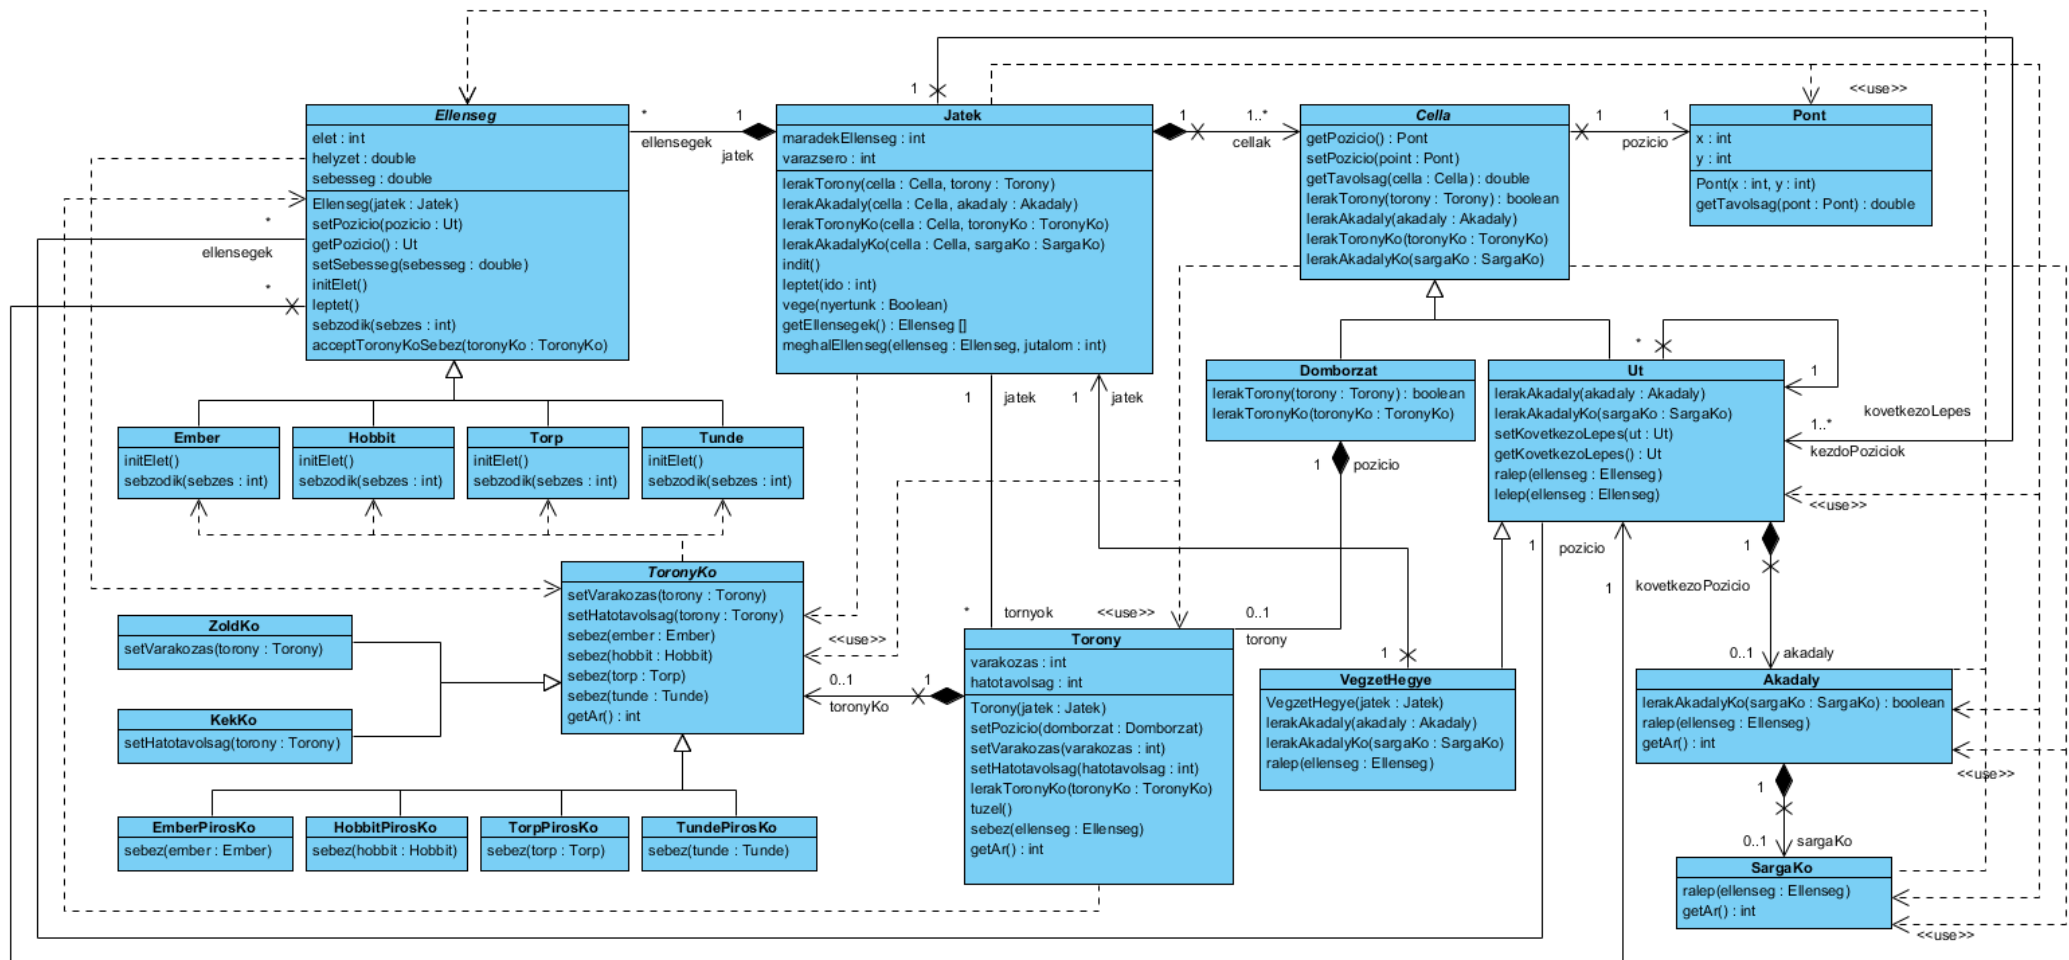 Ellenseg
elet : int
helyzet : double
sebesseg : double
Ellenseg(jatek : Jatek)
setPozicio(pozicio : Ut)
getPozicio() : Ut
setSebesseg(sebesseg : double)
initElet()
leptet()
sebzodik(sebzes : int)
acceptToronyKoSebez(toronyKo : ToronyKo)
*
ellensegek
*
*
ellensegek
1
jatek
1
Jatek
maradekEllenseg : int
varazsero : int
lerakTorony(cella : Cella, torony : Torony)
lerakAkadaly(cella : Cella, akadaly : Akadaly)
lerakToronyKo(cella : Cella, toronyKo : ToronyKo)
lerakAkadalyKo(cella : Cella, sargaKo : SargaKo)
indit()
leptet(ido : int)
vege(nyertunk : Boolean)
getEllensegek() : Ellenseg []
meghalEllenseg(ellenseg : Ellenseg, jutalom : int)
1
1..*
cellak
Cella
getPozicio() : Pont
setPozicio(point : Pont)
getTavolsag(cella : Cella) : double
lerakTorony(torony : Torony) : boolean
lerakAkadaly(akadaly : Akadaly)
lerakToronyKo(toronyKo : ToronyKo)
lerakAkadalyKo(sargaKo : SargaKo)
1
1
pozicio
<<use>>
Pont
x : int
y : int
Pont(x : int, y : int)
getTavolsag(pont : Pont) : double
Ember
initElet()
sebzodik(sebzes : int)
Hobbit
initElet()
sebzodik(sebzes : int)
Torp
initElet()
sebzodik(sebzes : int)
Tunde
initElet()
sebzodik(sebzes : int)
1
jatek
1
jatek
Domborzat
lerakTorony(torony : Torony) : boolean
lerakToronyKo(toronyKo : ToronyKo)
1
pozicio
*
1
kovetkezoLepes
1..*
kezdoPoziciok
Ut
lerakAkadaly(akadaly : Akadaly)
lerakAkadalyKo(sargaKo : SargaKo)
setKovetkezoLepes(ut : Ut)
getKovetkezoLepes() : Ut
ralep(ellenseg : Ellenseg)
lelep(ellenseg : Ellenseg)
<<use>>
1
pozicio
1
kovetkezoPozicio
1
ToronyKo
setVarakozas(torony : Torony)
setHatotavolsag(torony : Torony)
sebez(ember : Ember)
sebez(hobbit : Hobbit)
sebez(torp : Torp)
sebez(tunde : Tunde)
getAr() : int
<<use>>
0..1
toronyKo
1
ZoldKo
setVarakozas(torony : Torony)
KekKo
setHatotavolsag(torony : Torony)
*
tornyok
<<use>>
0..1
torony
Torony
varakozas : int
hatotavolsag : int
Torony(jatek : Jatek)
setPozicio(domborzat : Domborzat)
setVarakozas(varakozas : int)
setHatotavolsag(hatotavolsag : int)
lerakToronyKo(toronyKo : ToronyKo)
tuzel()
sebez(ellenseg : Ellenseg)
getAr() : int
1
VegzetHegye
VegzetHegye(jatek : Jatek)
lerakAkadaly(akadaly : Akadaly)
lerakAkadalyKo(sargaKo : SargaKo)
ralep(ellenseg : Ellenseg)
0..1
akadaly
Akadaly
lerakAkadalyKo(sargaKo : SargaKo) : boolean
ralep(ellenseg : Ellenseg)
getAr() : int
<<use>>
1
0..1
sargaKo
SargaKo
ralep(ellenseg : Ellenseg)
getAr() : int
<<use>>
EmberPirosKo
sebez(ember : Ember)
HobbitPirosKo
sebez(hobbit : Hobbit)
TorpPirosKo
sebez(torp : Torp)
TundePirosKo
sebez(tunde : Tunde)